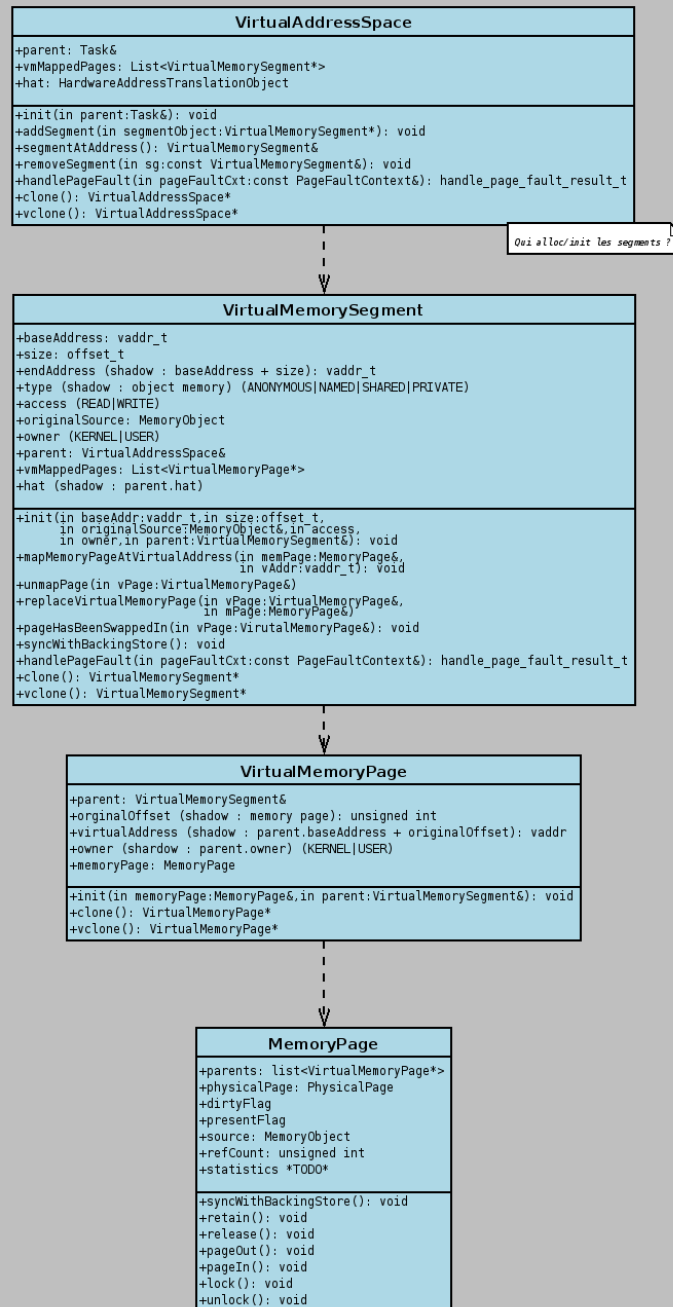 VirtualAddressSpace
+parent: Task&
+vmMappedPages: List<VirtualMemorySegment*>
+hat: HardwareAddressTranslationObject
+init(in parent:Task&): void
+addSegment(in segmentObject:VirtualMemorySegment*): void
+segmentAtAddress(): VirtualMemorySegment&
+removeSegment(in sg:const VirtualMemorySegment&): void
+handlePageFault(in pageFaultCxt:const PageFaultContext&): handle_page_fault_result_t
+clone(): VirtualAddressSpace*
+vclone(): VirtualAddressSpace*
Qui alloc/init les segments ?
VirtualMemorySegment
+baseAddress: vaddr_t
+size: offset_t
+endAddress (shadow : baseAddress + size): vaddr_t
+type (shadow : object memory) (ANONYMOUS|NAMED|SHARED|PRIVATE)
+access (READ|WRITE)
+originalSource: MemoryObject
+owner (KERNEL|USER)
+parent: VirtualAddressSpace&
+vmMappedPages: List<VirtualMemoryPage*>
+hat (shadow : parent.hat)
+init(in baseAddr:vaddr_t,in size:offset_t,
in originalSource:MemoryObject&,in access,
in owner,in parent:VirtualMemorySegment&): void
+mapMemoryPageAtVirtualAddress(in memPage:MemoryPage&,
in vAddr:vaddr_t): void
+unmapPage(in vPage:VirtualMemoryPage&)
+replaceVirtualMemoryPage(in vPage:VirtualMemoryPage&,
in mPage:MemoryPage&)
+pageHasBeenSwappedIn(in vPage:VirutalMemoryPage&): void
+syncWithBackingStore(): void
+handlePageFault(in pageFaultCxt:const PageFaultContext&): handle_page_fault_result_t
+clone(): VirtualMemorySegment*
+vclone(): VirtualMemorySegment*
VirtualMemoryPage
+parent: VirtualMemorySegment&
+orginalOffset (shadow : memory page): unsigned int
+virtualAddress (shadow : parent.baseAddress + originalOffset): vaddr
+owner (shardow : parent.owner) (KERNEL|USER)
+memoryPage: MemoryPage
+init(in memoryPage:MemoryPage&,in parent:VirtualMemorySegment&): void
+clone(): VirtualMemoryPage*
+vclone(): VirtualMemoryPage*
MemoryPage
+parents: list<VirtualMemoryPage*>
+physicalPage: PhysicalPage
+dirtyFlag
+presentFlag
+source: MemoryObject
+refCount: unsigned int
+statistics *TODO*
+syncWithBackingStore(): void
+retain(): void
+release(): void
+pageOut(): void
+pageIn(): void
+lock(): void
+unlock(): void